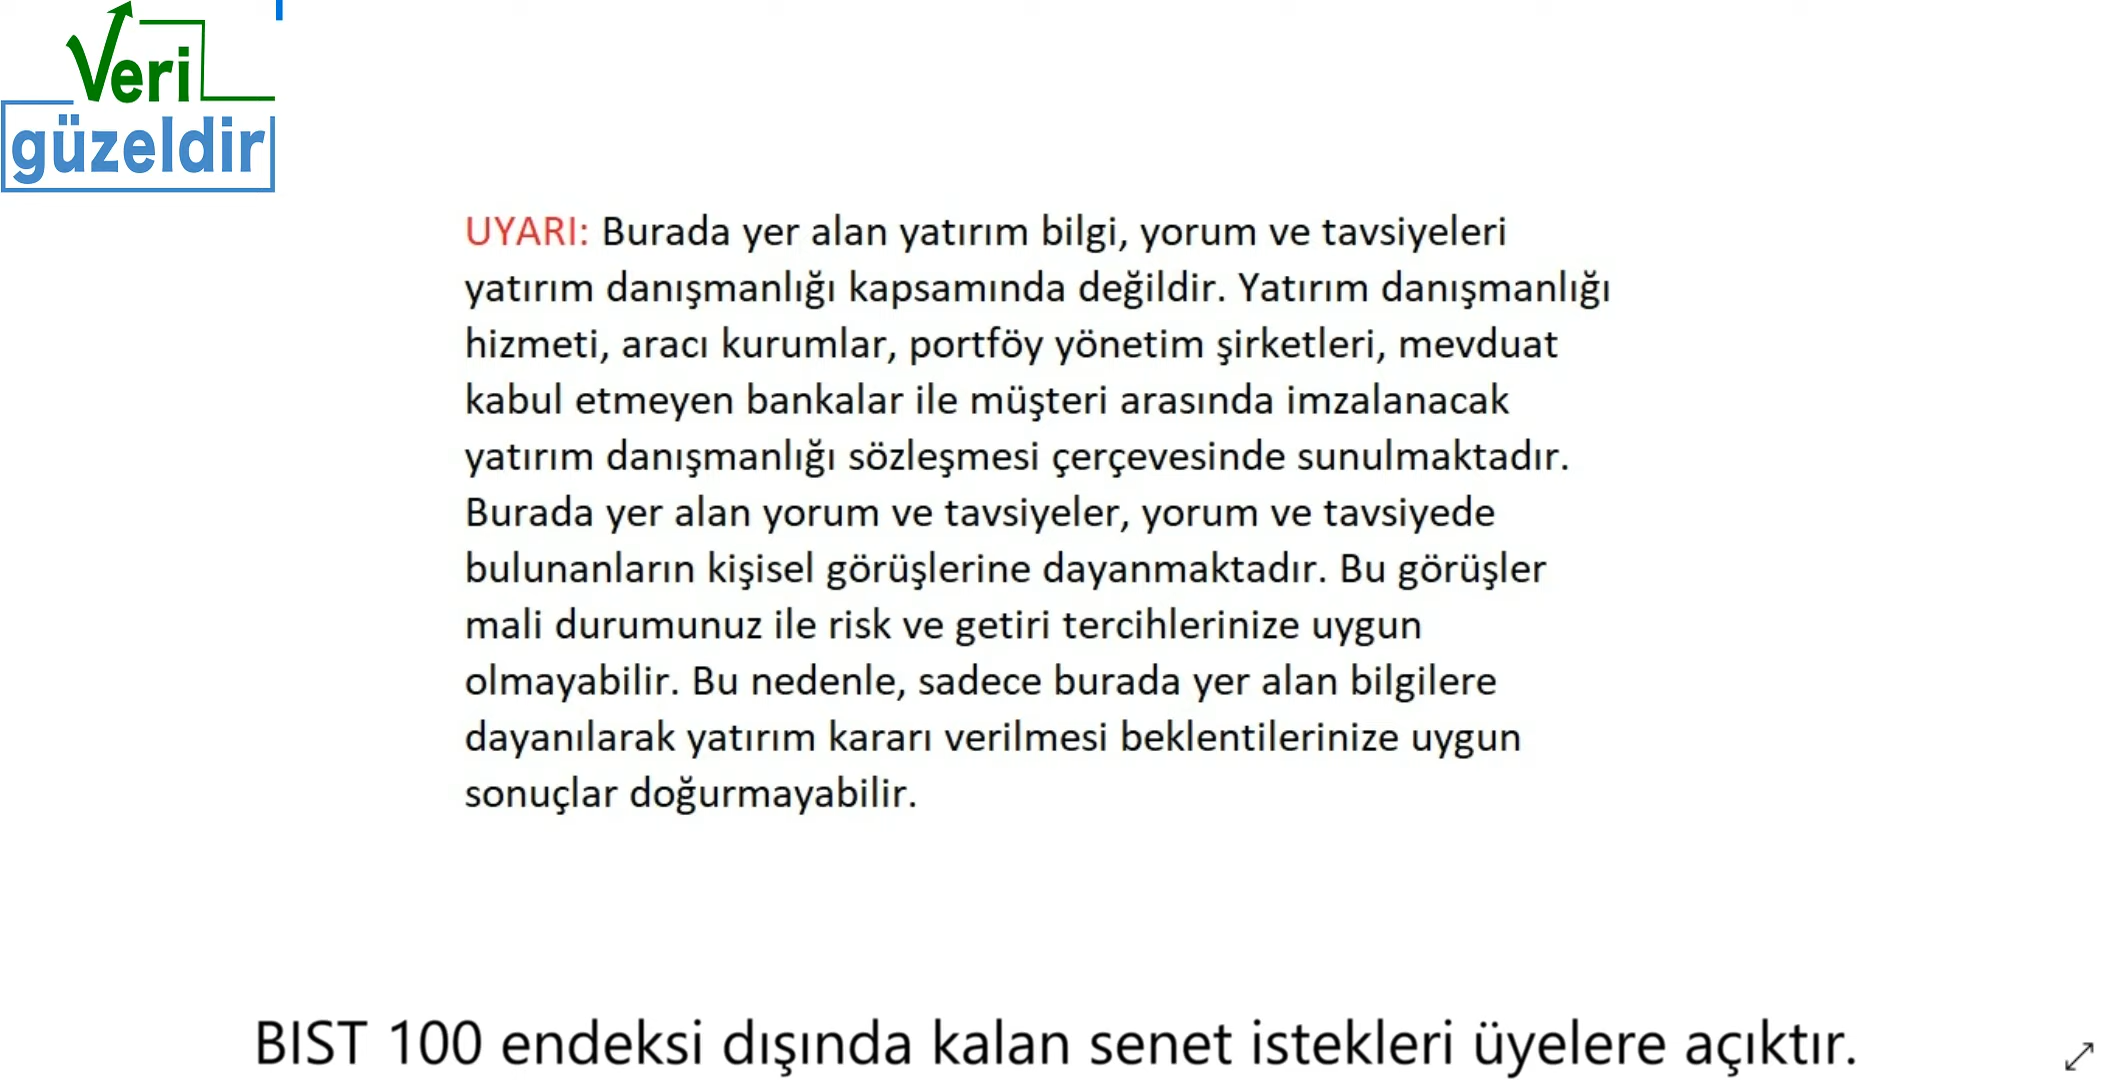 Veri
güzeldir
UYARI: Burada yer alan yatırım bilgi, yorum ve tavsiyeleri
yatırım danışmanlığı kapsamında değildir. Yatırım danışmanlığı
hizmeti, aracı kurumlar, portföy yönetim şirketleri, mevduat
kabul etmeyen bankalar ile müşteri arasında imzalanacak
yatırım danışmanlığı sözleşmesi çerçevesinde sunulmaktadır.
Burada yer alan yorum ve tavsiyeler, yorum ve tavsiyede
bulunanların kişisel görüşlerine dayanmaktadır. Bu görüşler
mali durumunuz ile risk ve getiri tercihlerinize uygun
olmayabilir. Bu nedenle, sadece burada yer alan bilgilere
dayanılarak yatırım kararı verilmesi beklentilerinize uygun
sonuçlar doğurmayabilir.
BIST 100 endeksi dışında kalan senet istekleri üyelere açıktır.